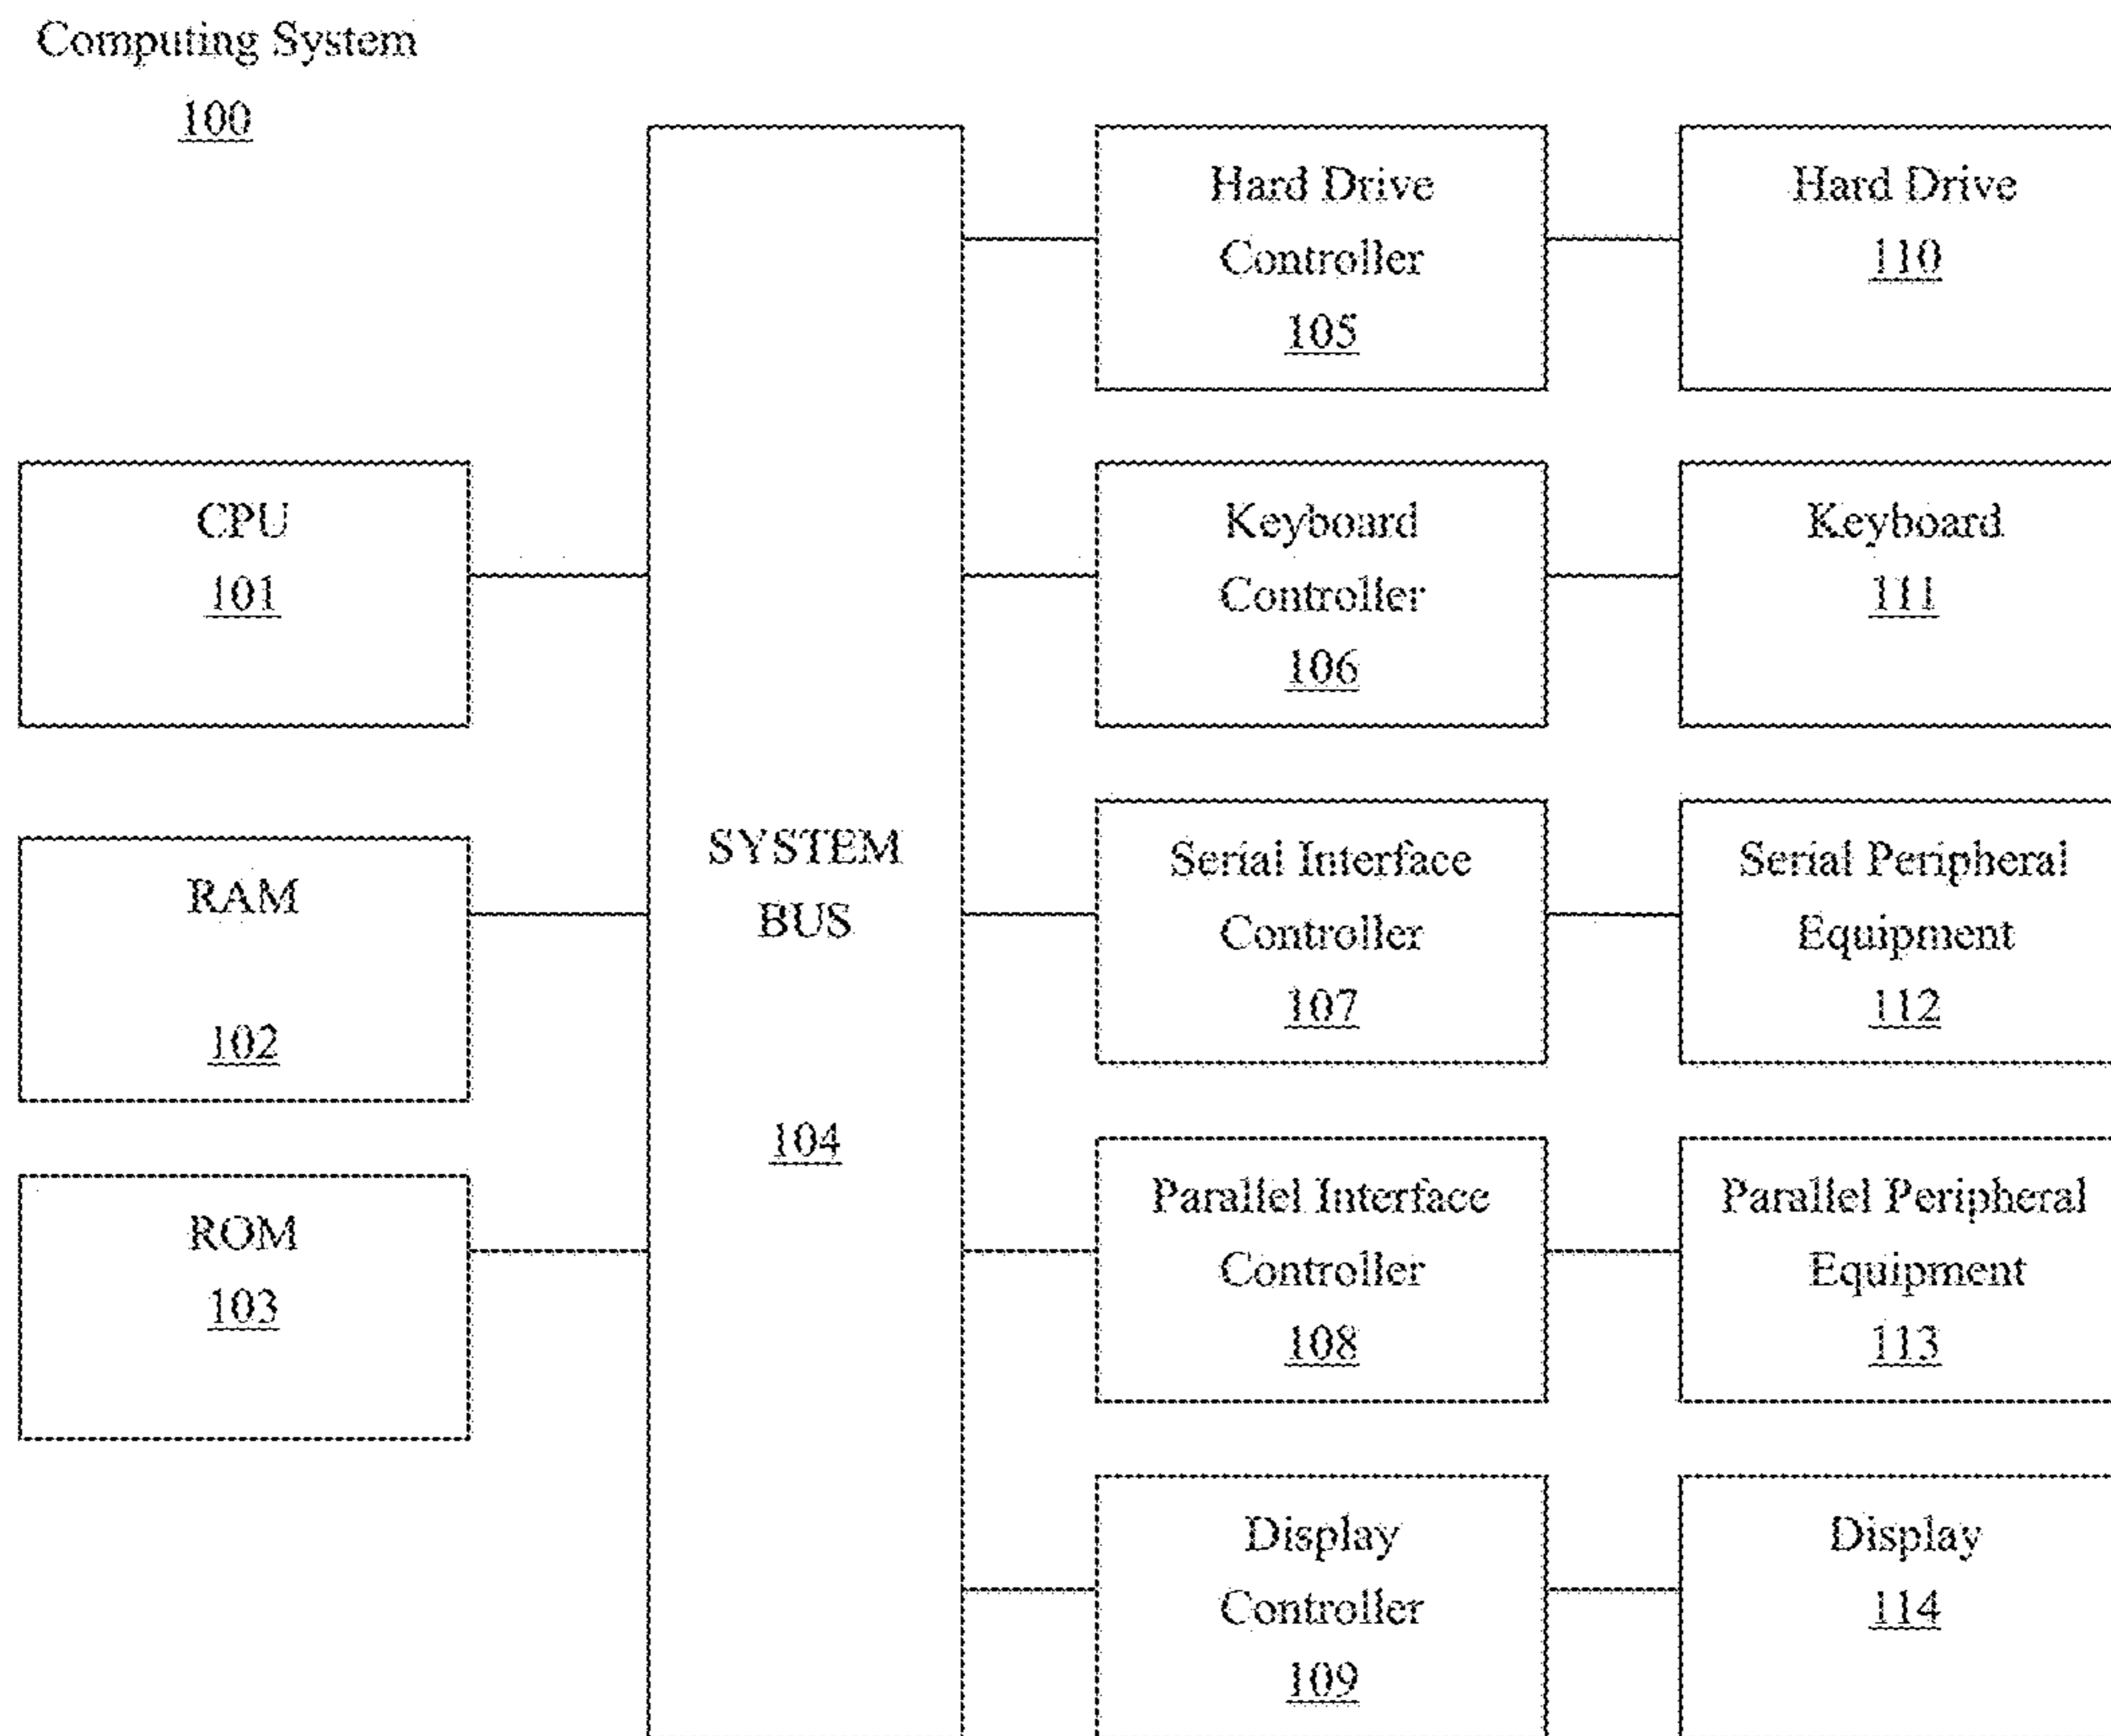 Computing System
100
CPU
101
RAM
102
ROM
103
SYSTEM
BUS
104
Hard Drive
Controller
105
Hard Drive
110
Keyboard
Controller
106
Keyboard
111
Serial Interface
Controller
107
Serial Peripheral
Equipment
112
Parallel Interface
Controller
108
Parallel Peripheral
Equipment
113
Display
Controller
109
Display
114